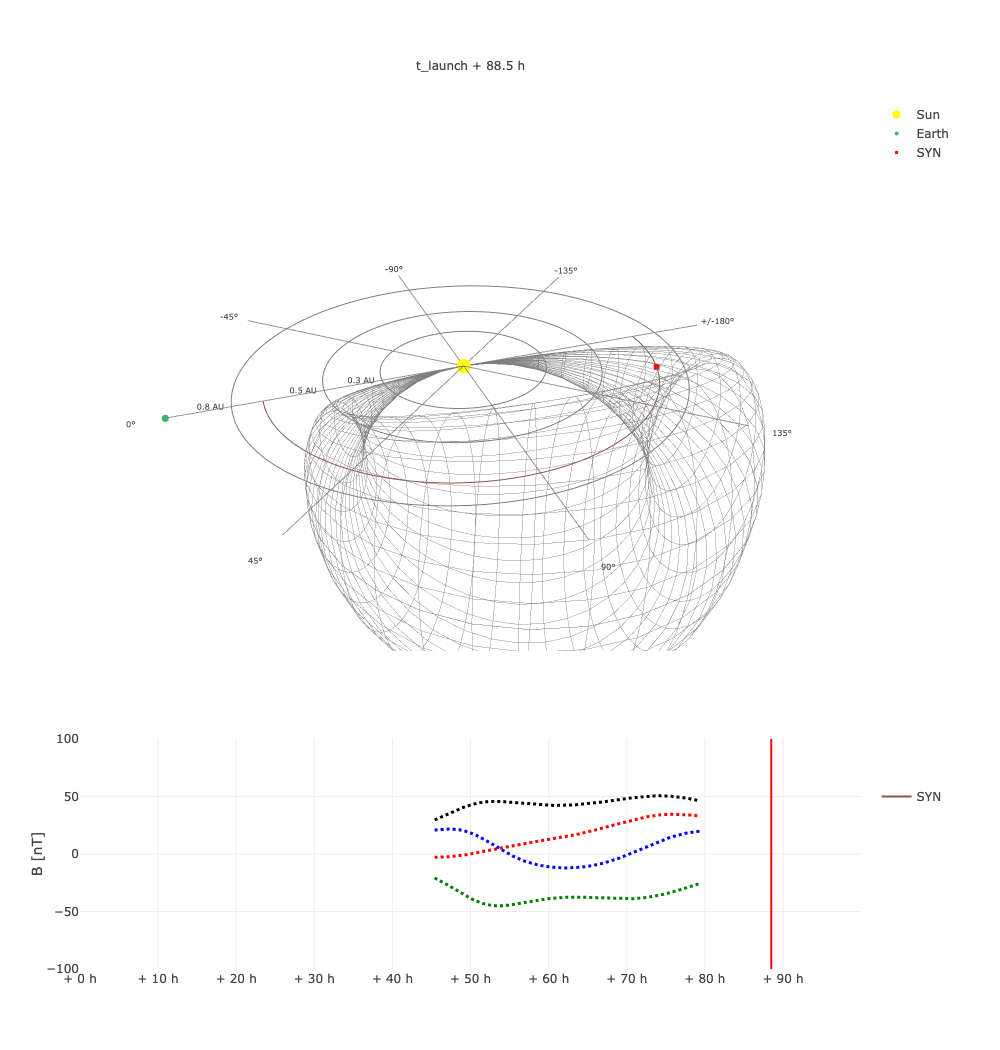 t_launch + 88.5 h
Sun
Earth
SYN
-90°
-135°
-45°
+/-180°
0.3 AU
0.5 AU
0.8 AU
0°
135°
45°
90°
100
50
0
−50
−100
B [nT]
+ 0 h
+ 10 h
+ 20 h
+ 30 h
+ 40 h
+ 50 h
+ 60 h
+ 70 h
+ 80 h
+ 90 h
SYN